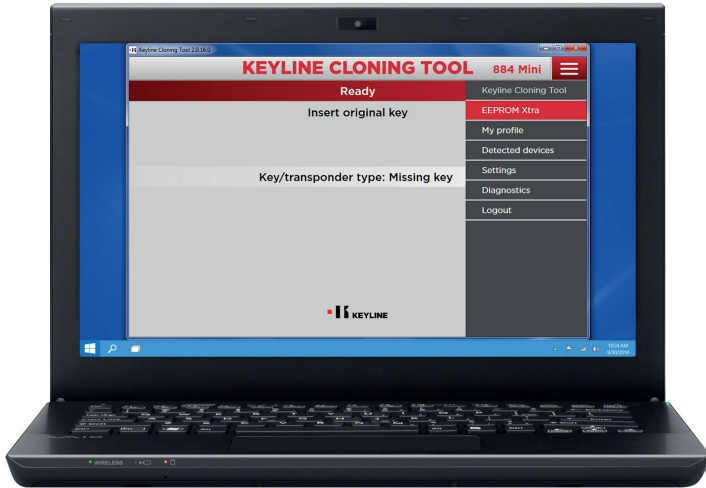 Keyline Cloning Tool 2.0.16.0
KEYLINE CLONING TOOL 884 Mini
Ready
Insert original key
Key/transponder type: Missing key
KEYLINE
Keyline Cloning Tool
EEPROM Xtra
My profile
Detected devices
Settings
Diagnostics
Logout
10:24 AM
9/30/2014
WIRELESS